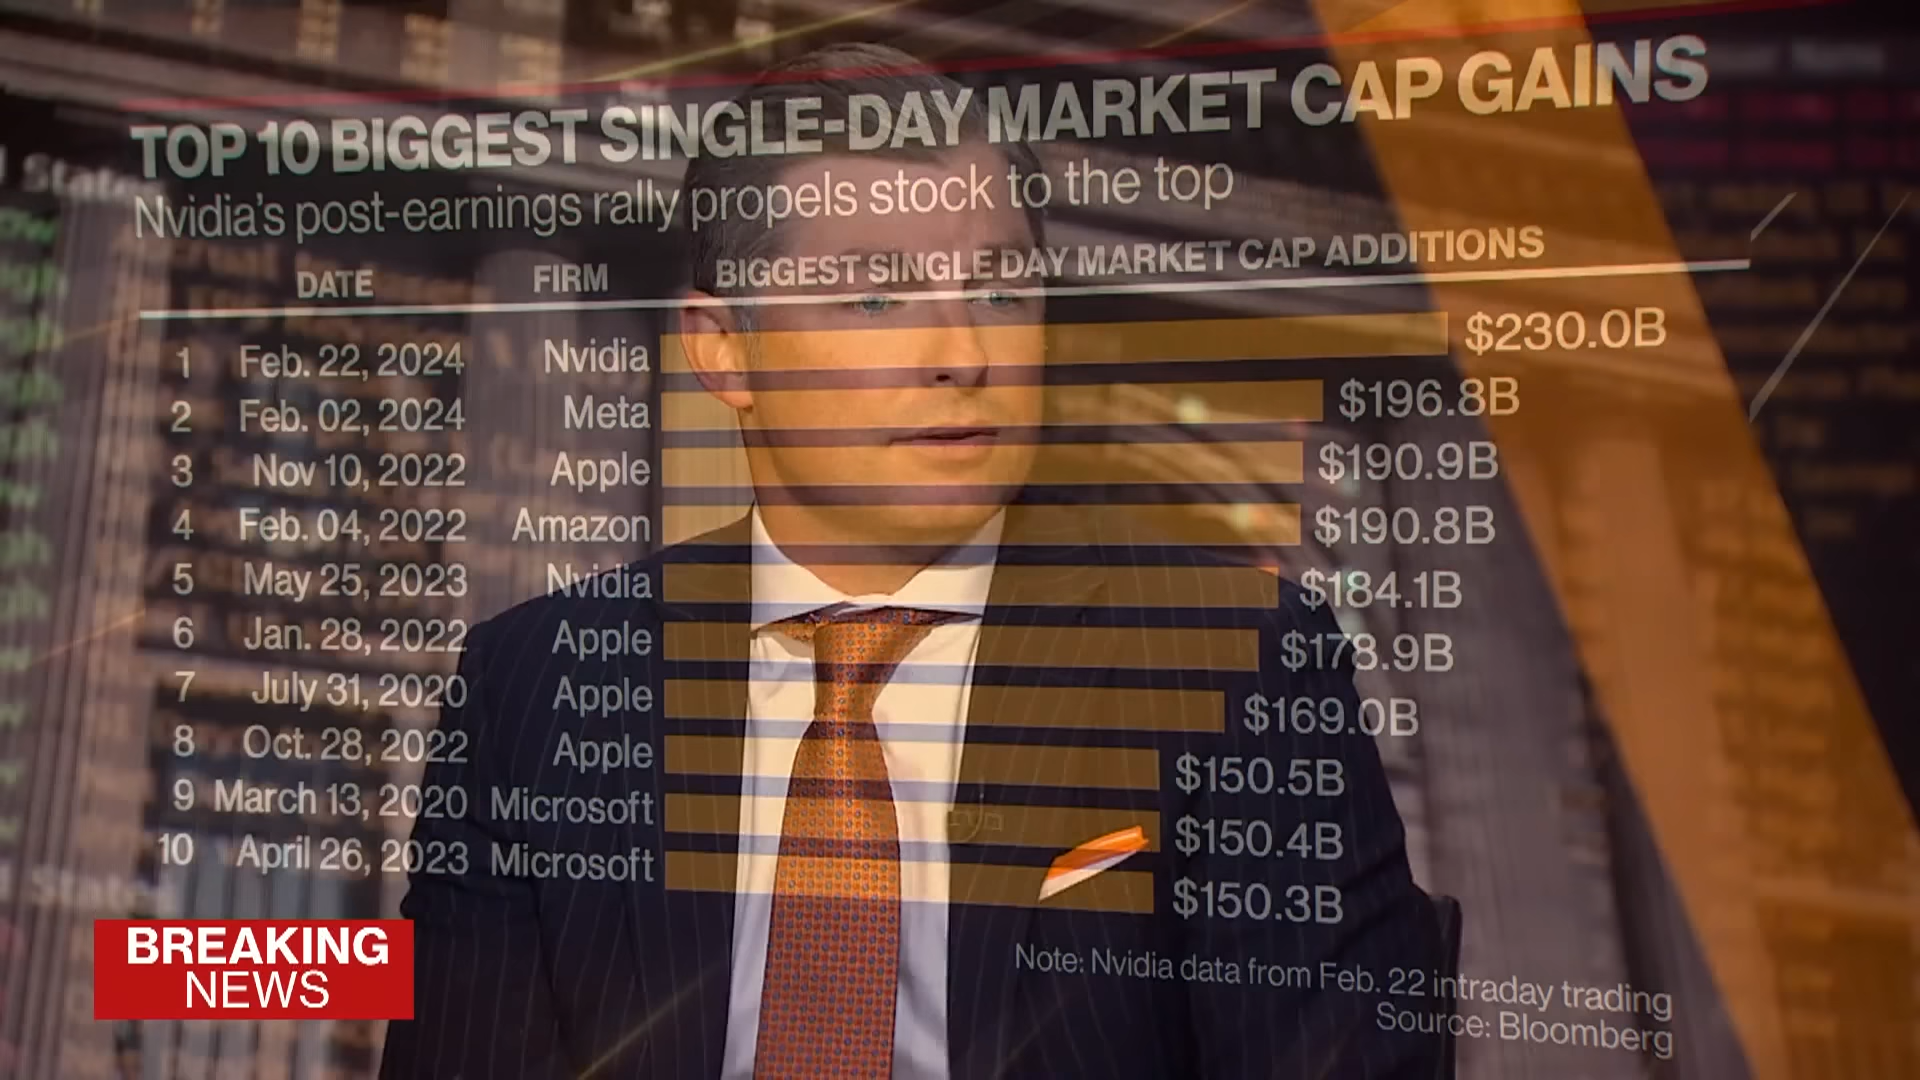 TOP 10 BIGGEST SINGLE-DAY MARKET CAP GAINS
Nvidia's post-earnings rally propels stock to the top
DATE FIRM BIGGEST SINGLE DAY MARKET CAP ADDITIONS
1 Feb. 22, 2024 Nvidia $230.0B
2 Feb. 02, 2024 Meta $196.8B
3 Nov 10, 2022 Apple $190.9B
4 Feb. 04, 2022 Amazon $190.8B
5 May 25, 2023 Nvidia $184.1B
6 Jan. 28, 2022 Apple $178.9B
7 July 31, 2020 Apple $169.0B
8 Oct. 28, 2022 Apple $150.5B
9 March 13, 2020 Microsoft $150.4B
10 April 26, 2023 Microsoft $150.3B
Note: Nvidia data from Feb. 22 intraday trading
Source: Bloomberg
BREAKING
NEWS